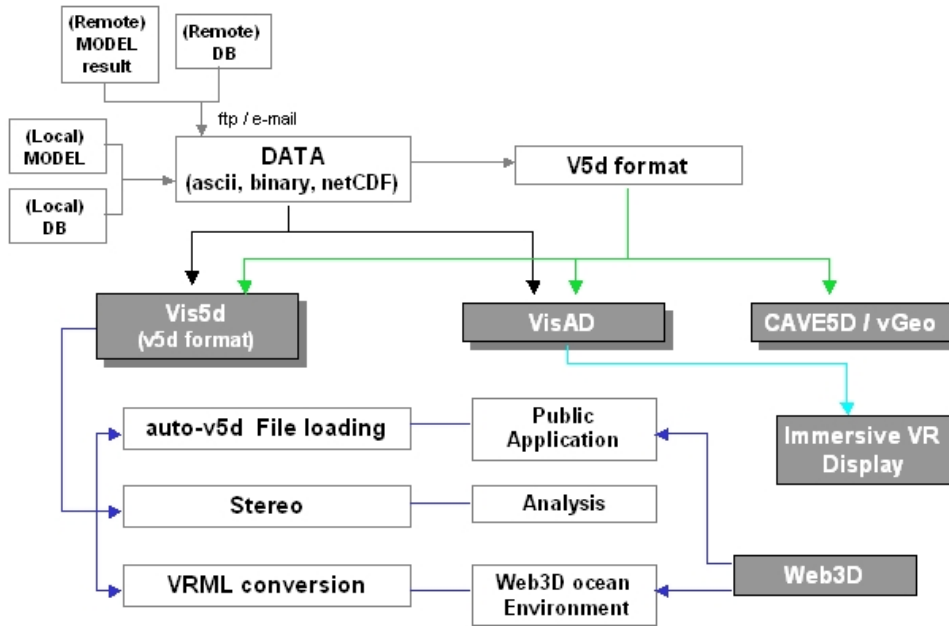 (Remote)
MODEL
result
(Remote)
DB
ftp / e-mail
(Local)
MODEL
(Local)
DB
DATA
(ascii, binary, netCDF)
V5d format
Vis5d
(v5d format)
VisAD
CAVE5D / vGeo
auto-v5d File loading
Public
Application
Immersive VR
Display
Stereo
Analysis
VRML conversion
Web3D ocean
Environment
Web3D